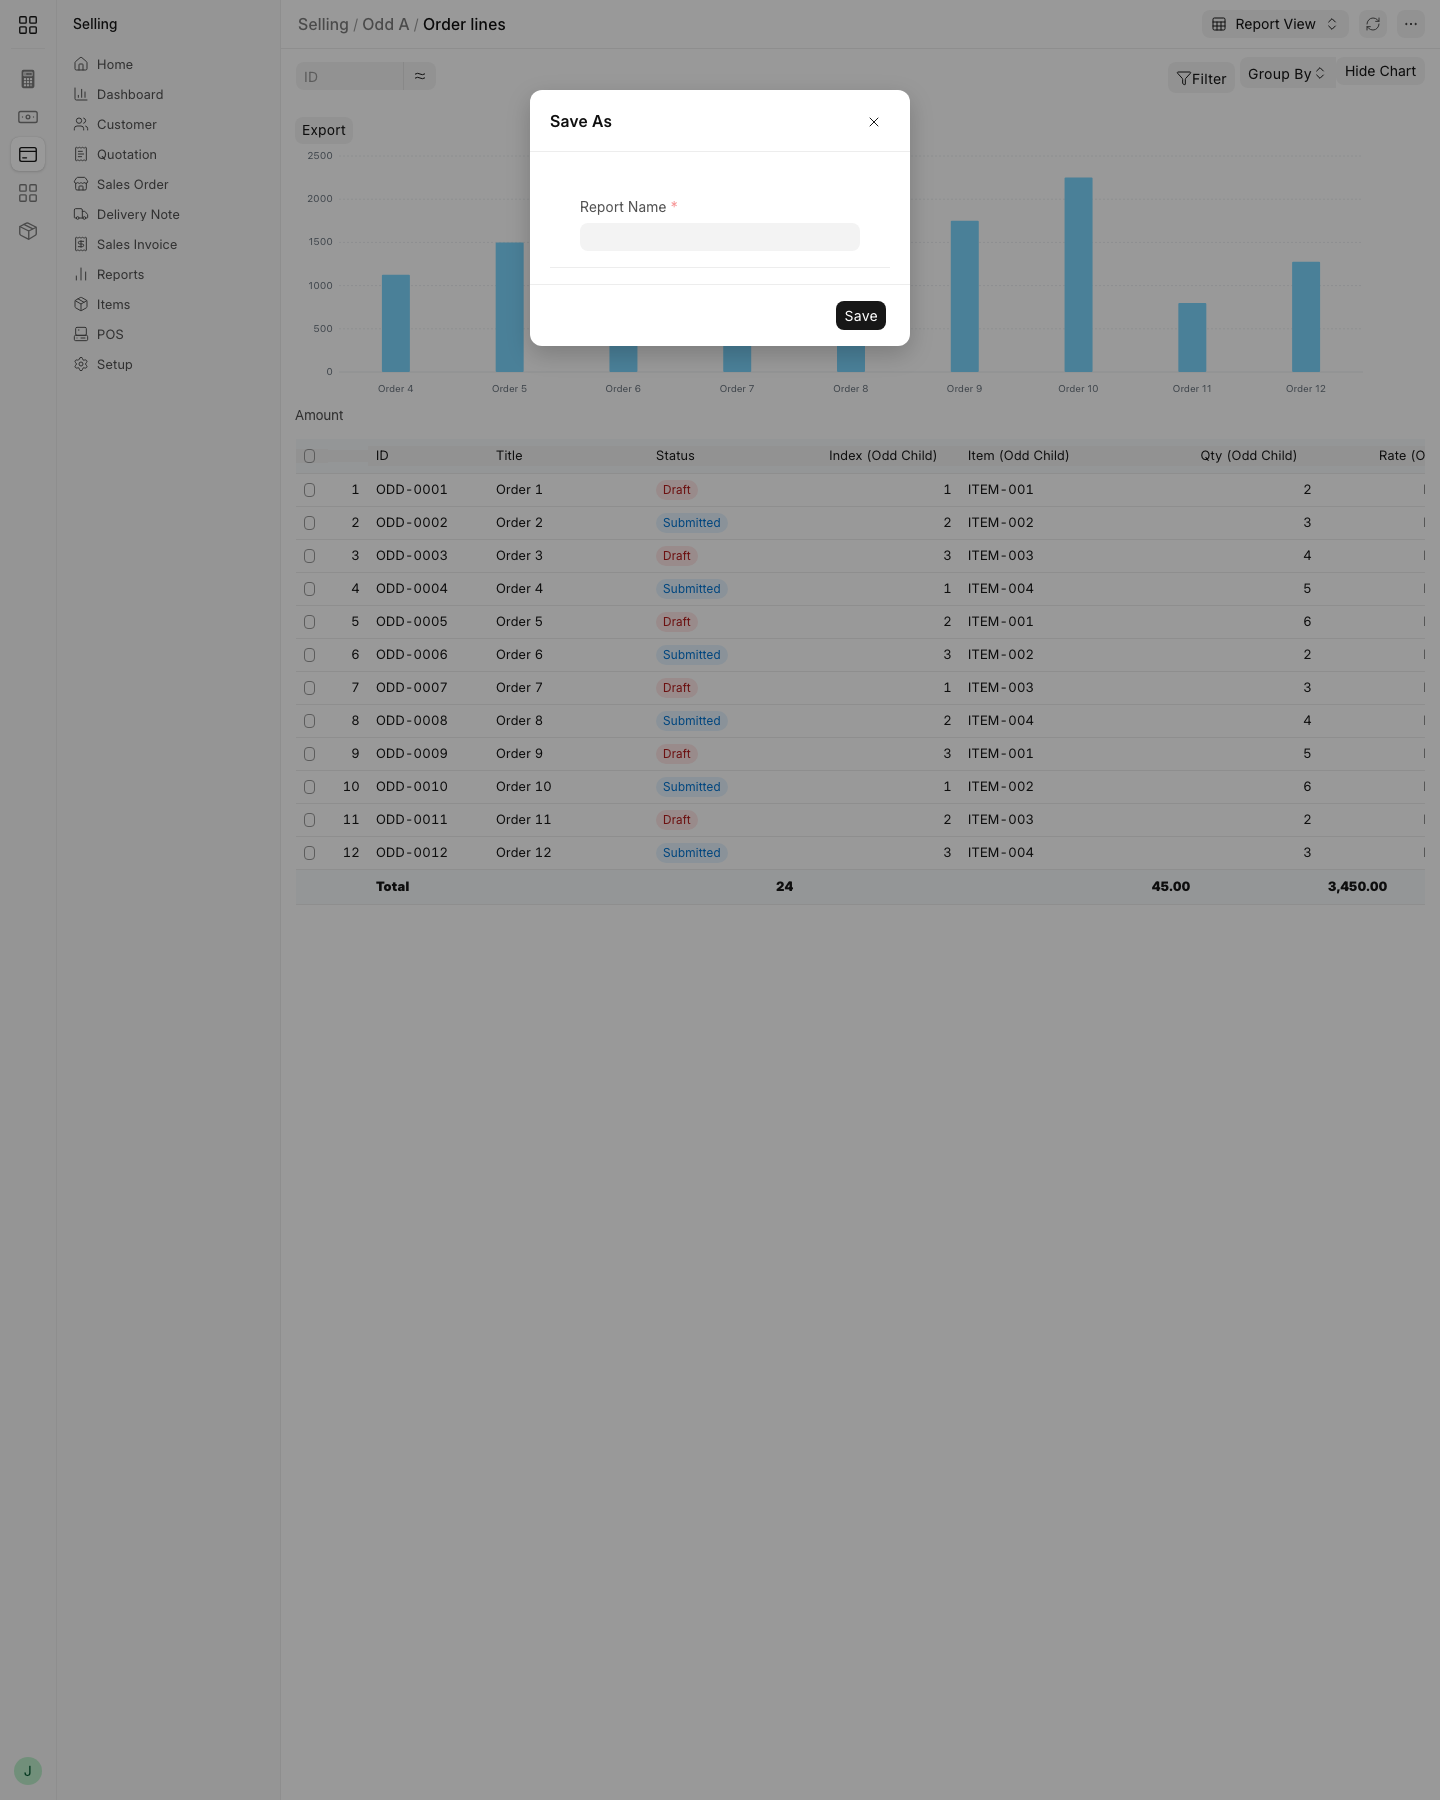 Selling
Home
Dashboard
Customer
Quotation
Sales Order
Delivery Note
Sales Invoice
Reports
Items
POS
Setup
J
Selling / Odd A / Order lines
Report View
ID
≈
Filter
Group By
Hide Chart
Export
Save As
Report Name *
Save
2500
2000
1500
1000
500
0
Order 4 Order 5 Order 6 Order 7 Order 8 Order 9 Order 10 Order 11 Order 12
Amount
ID Title Status Index (Odd Child) Item (Odd Child) Qty (Odd Child) Rate (O
1 ODD-0001 Order 1 Draft 1 ITEM-001 2
2 ODD-0002 Order 2 Submitted 2 ITEM-002 3
3 ODD-0003 Order 3 Draft 3 ITEM-003 4
4 ODD-0004 Order 4 Submitted 1 ITEM-004 5
5 ODD-0005 Order 5 Draft 2 ITEM-001 6
6 ODD-0006 Order 6 Submitted 3 ITEM-002 2
7 ODD-0007 Order 7 Draft 1 ITEM-003 3
8 ODD-0008 Order 8 Submitted 2 ITEM-004 4
9 ODD-0009 Order 9 Draft 3 ITEM-001 5
10 ODD-0010 Order 10 Submitted 1 ITEM-002 6
11 ODD-0011 Order 11 Draft 2 ITEM-003 2
12 ODD-0012 Order 12 Submitted 3 ITEM-004 3
Total 24 45.00 3,450.00